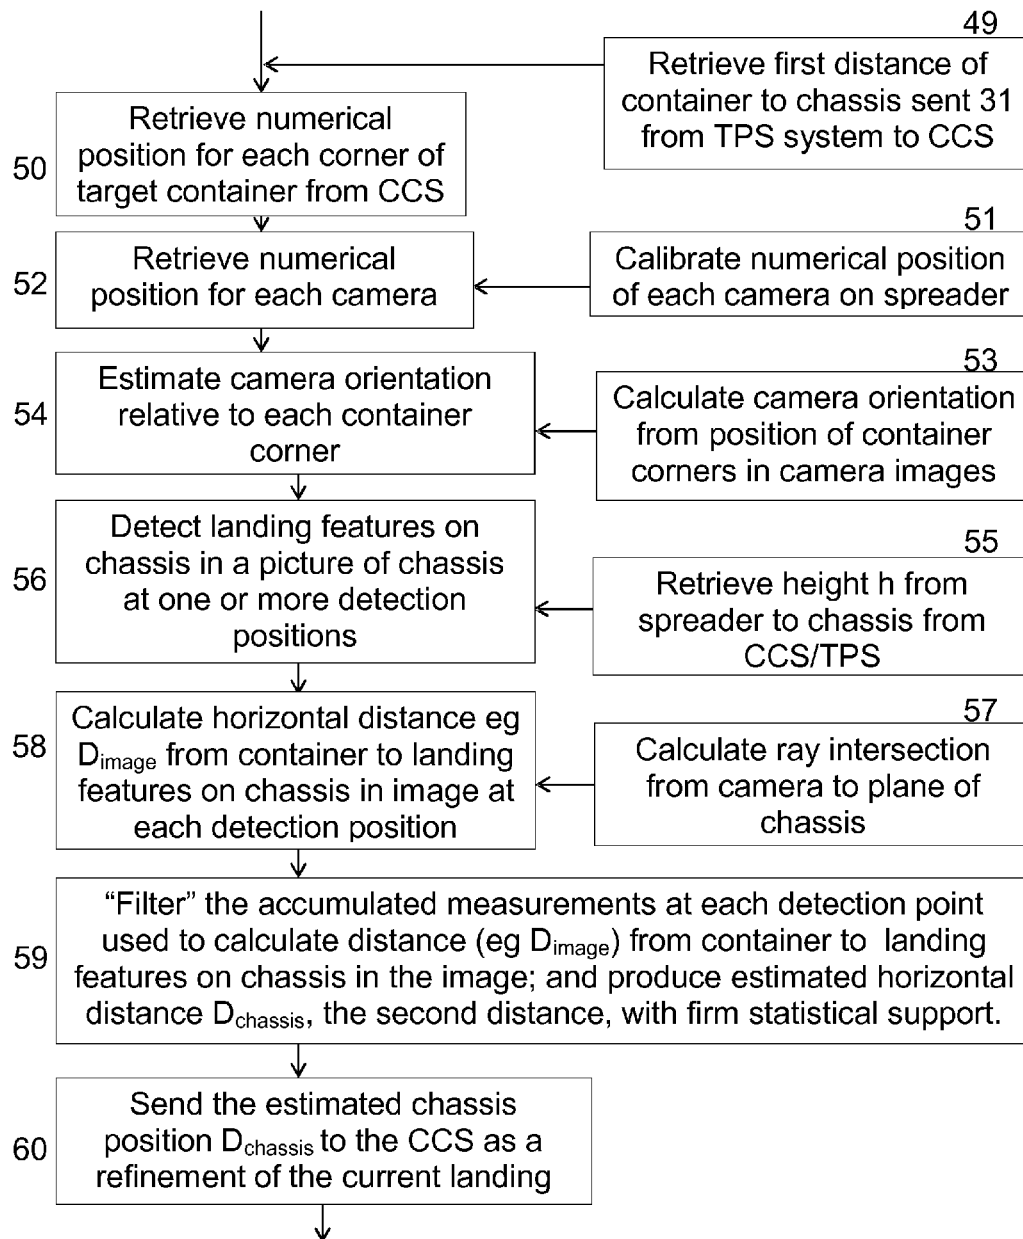 49
Retrieve first distance of
container to chassis sent 31
from TPS system to CCS
50
Retrieve numerical
position for each corner of
target container from CCS
51
Calibrate numerical position
of each camera on spreader
52
Retrieve numerical
position for each camera
53
Calculate camera orientation
from position of container
corners in camera images
54
Estimate camera orientation
relative to each container
corner
55
Retrieve height h from
spreader to chassis from
CCS/TPS
56
Detect landing features on
chassis in a picture of chassis
at one or more detection
positions
57
Calculate ray intersection
from camera to plane of
chassis
58
Calculate horizontal distance eg
Dimage from container to landing
features on chassis in image at
each detection position
59
“Filter” the accumulated measurements at each detection point
used to calculate distance (eg Dimage) from container to landing
features on chassis in the image; and produce estimated horizontal
distance Dchassis, the second distance, with firm statistical support.
60
Send the estimated chassis
position Dchassis to the CCS as a
refinement of the current landing